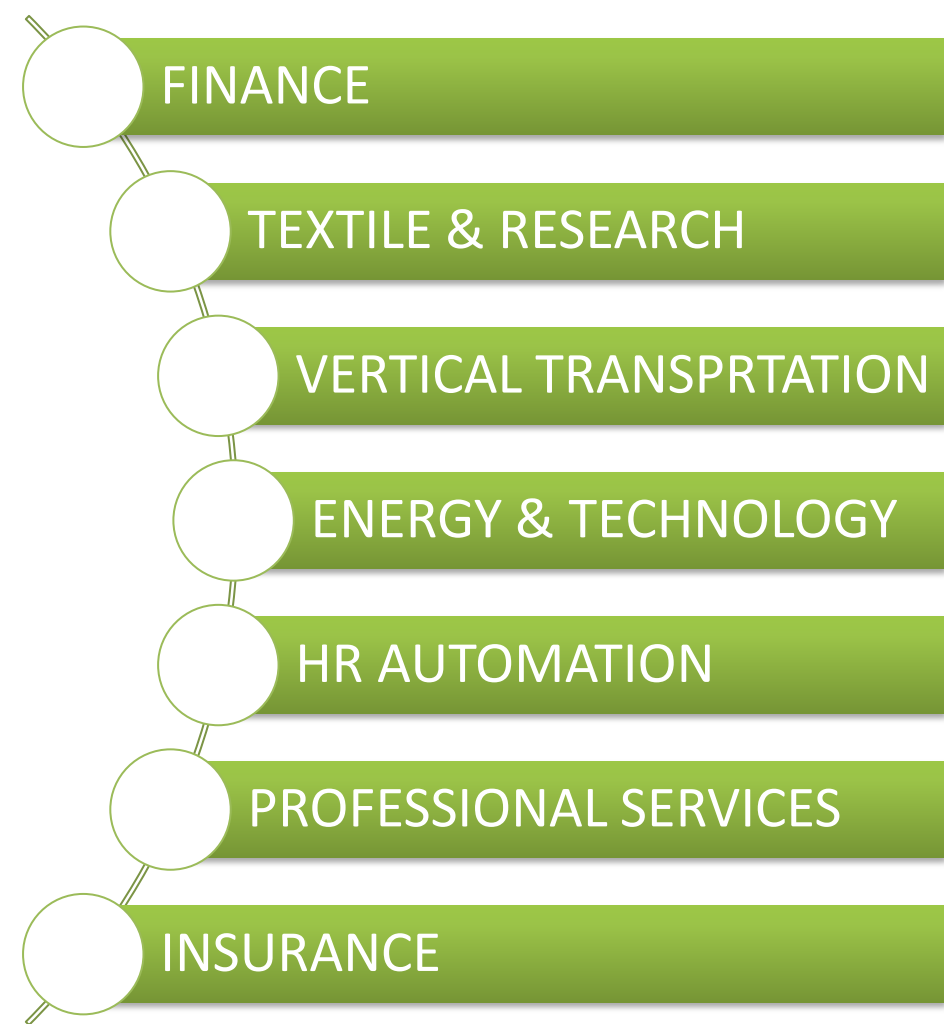 FINANCE
TEXTILE & RESEARCH
VERTICAL TRANSPRTATION
ENERGY & TECHNOLOGY
HR AUTOMATION
PROFESSIONAL SERVICES
INSURANCE